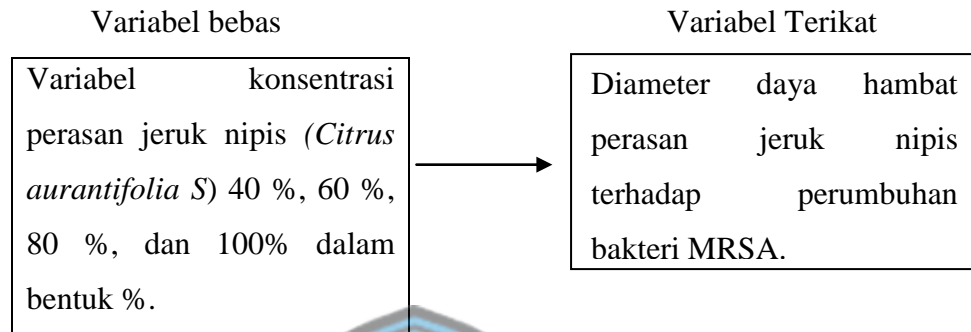 Variabel bebas
Variabel konsentrasi
perasan jeruk nipis (Citrus
aurantifolia S) 40 %, 60 %,
80 %, dan 100% dalam
bentuk %.
Variabel Terikat
Diameter daya hambat
perasan jeruk nipis
terhadap perumbuhan
bakteri MRSA.